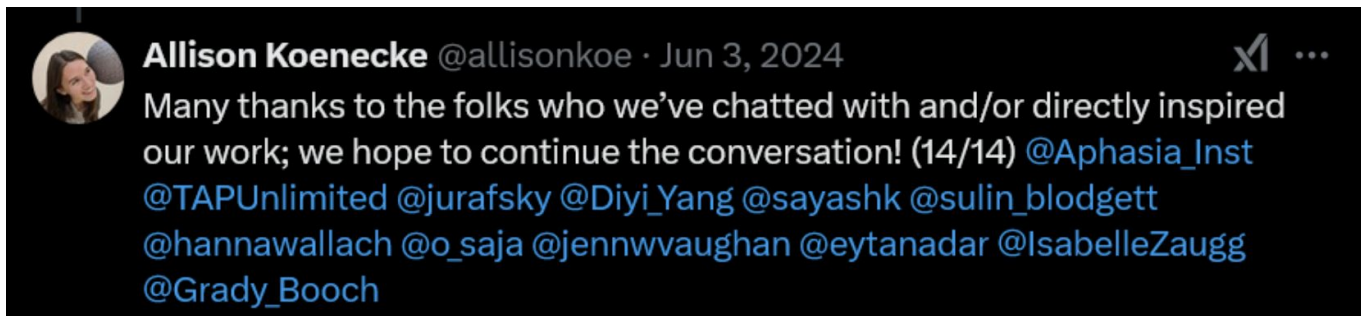 Allison Koenecke @allisonkoe · Jun 3, 2024
Many thanks to the folks who we’ve chatted with and/or directly inspired
our work; we hope to continue the conversation! (14/14) @Aphasia_Inst
@TAPUnlimited @jurafsky @Diyi_Yang @sayashk @sulin_blodgett
@hannawallach @o_saja @jennwvaughan @eytanadar @IsabelleZaugg
@Grady_Booch